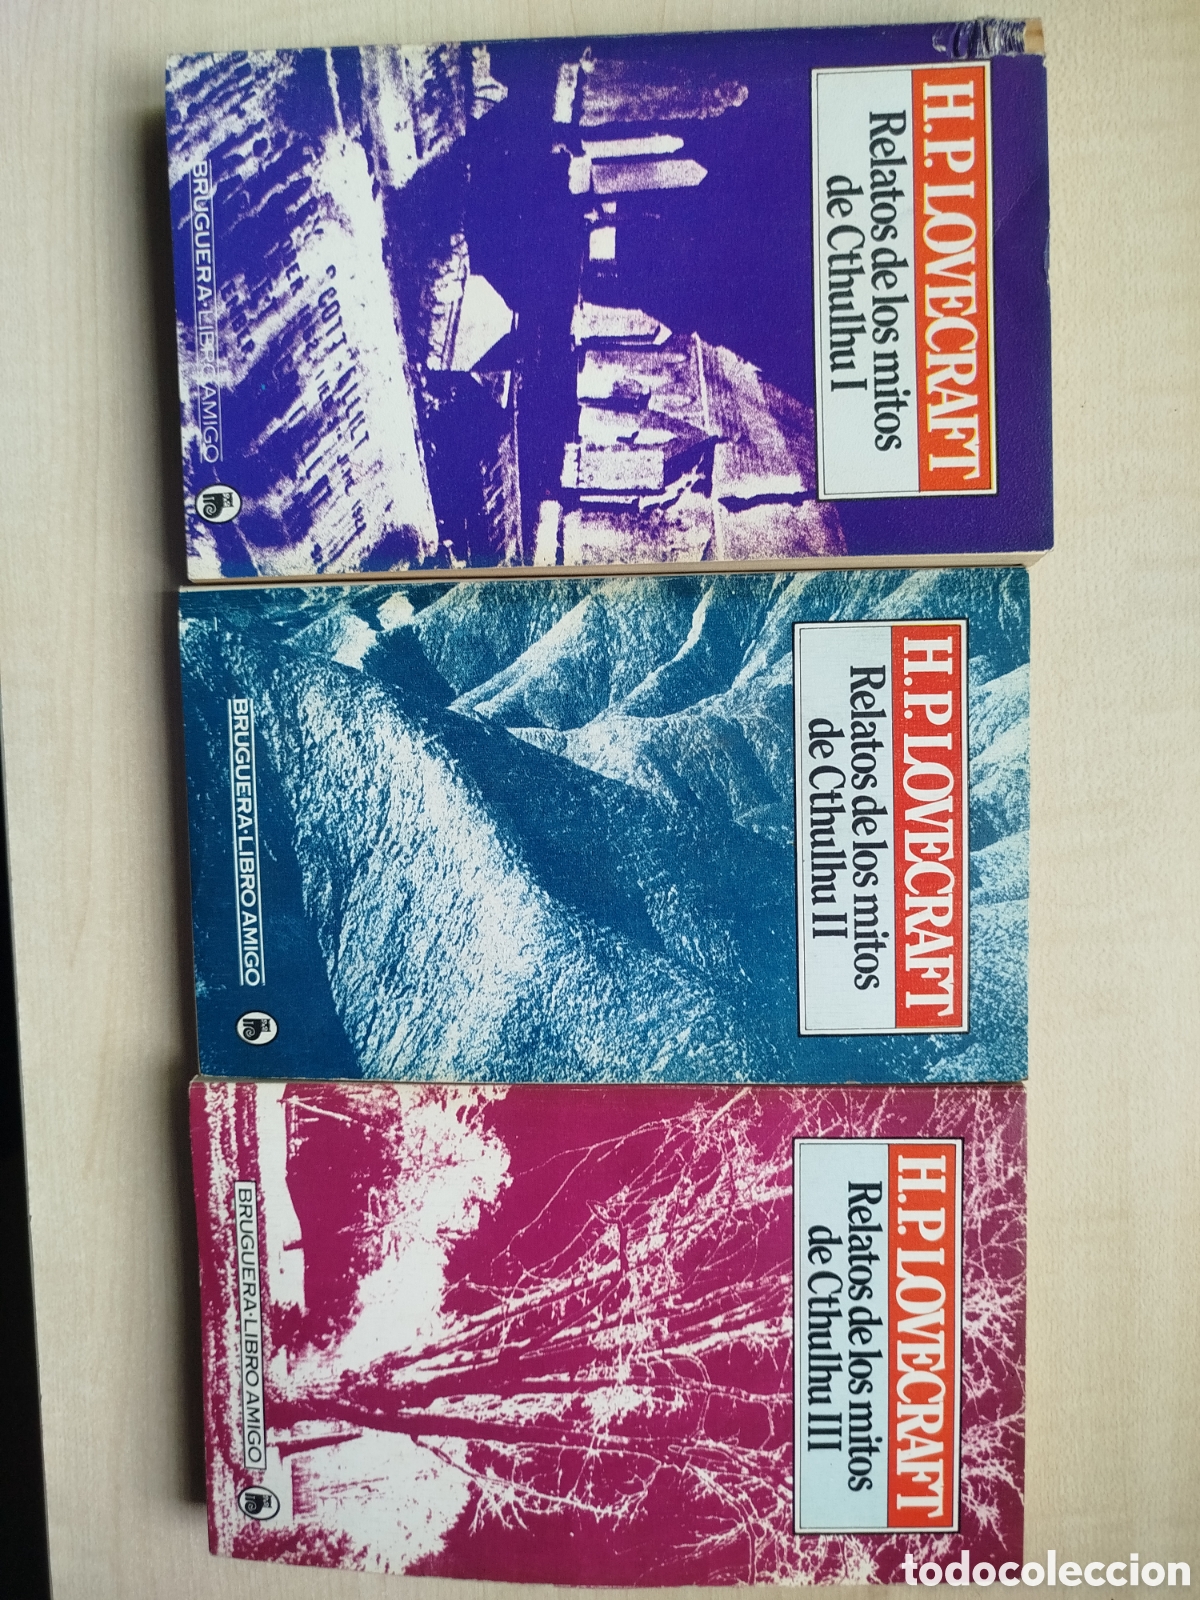 H. P. LOVECRAFT
Relatos de los mitos
de Cthulhu I
BRUGUERA·LIBRO AMIGO
H. P. LOVECRAFT
Relatos de los mitos
de Cthulhu II
BRUGUERA·LIBRO AMIGO
H. P. LOVECRAFT
Relatos de los mitos
de Cthulhu III
BRUGUERA·LIBRO AMIGO
todocoleccion